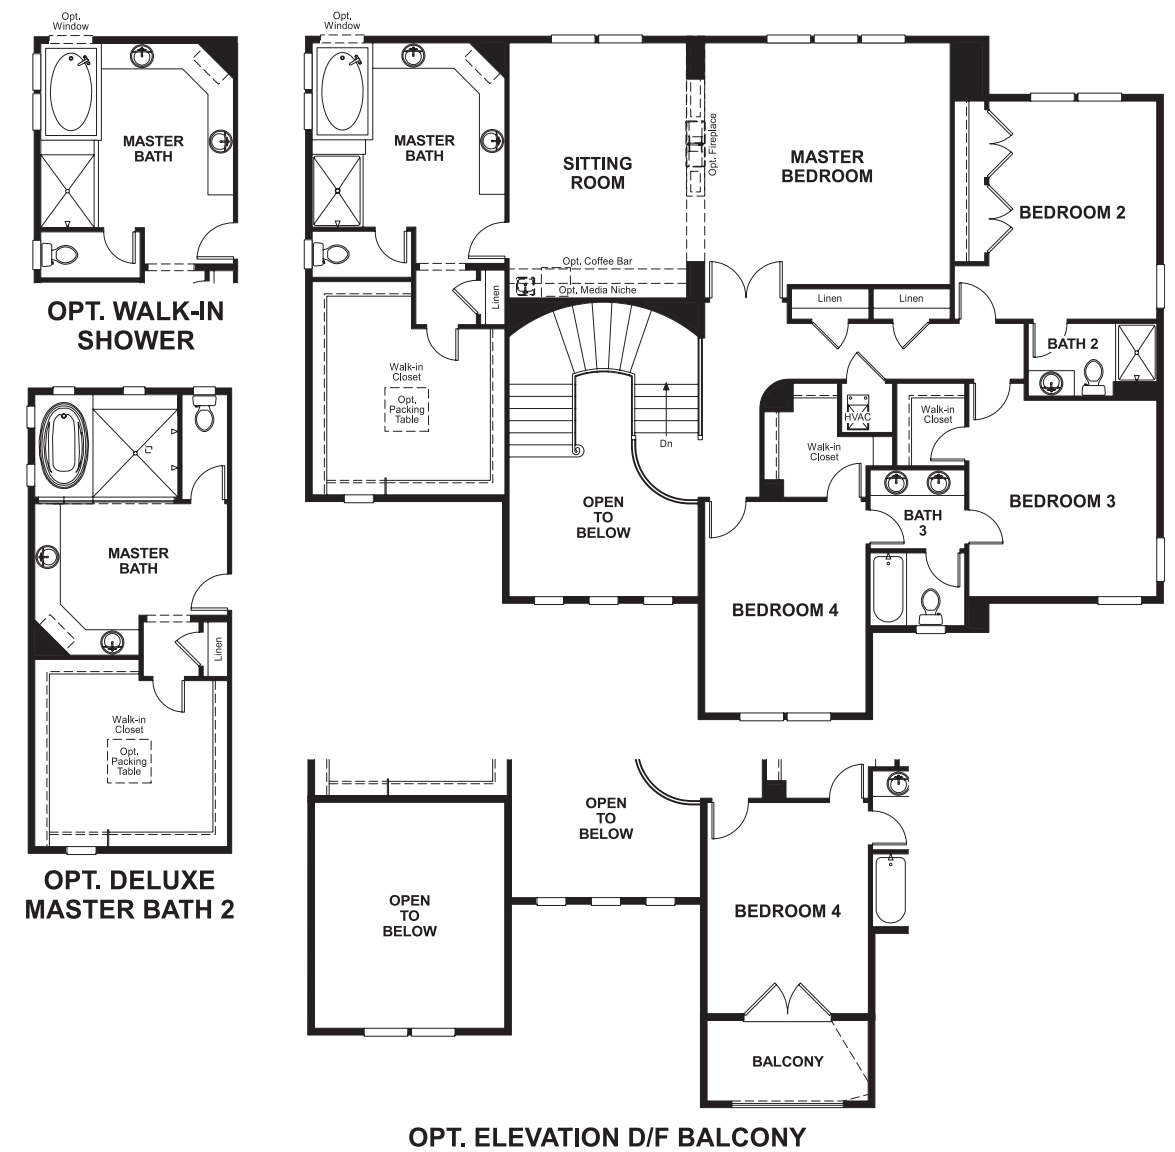 Opt.
Window
MASTER
BATH
OPT. WALK-IN
SHOWER
Opt.
Window
MASTER
BATH
SITTING
ROOM
Opt. Fireplace
MASTER
BEDROOM
BEDROOM 2
Opt. Coffee Bar
Opt. Media Niche
Linen
Linen
Linen
BATH 2
Walk-in
Closet
Opt.
Packing
Table
Dn
HVAC
Walk-in
Closet
Walk-in
Closet
OPEN
TO
BELOW
BATH
3
BEDROOM 3
BEDROOM 4
MASTER
BATH
Linen
Walk-in
Closet
Opt.
Packing
Table
OPT. DELUXE
MASTER BATH 2
OPEN
TO
BELOW
OPEN
TO
BELOW
BEDROOM 4
BALCONY
OPT. ELEVATION D/F BALCONY